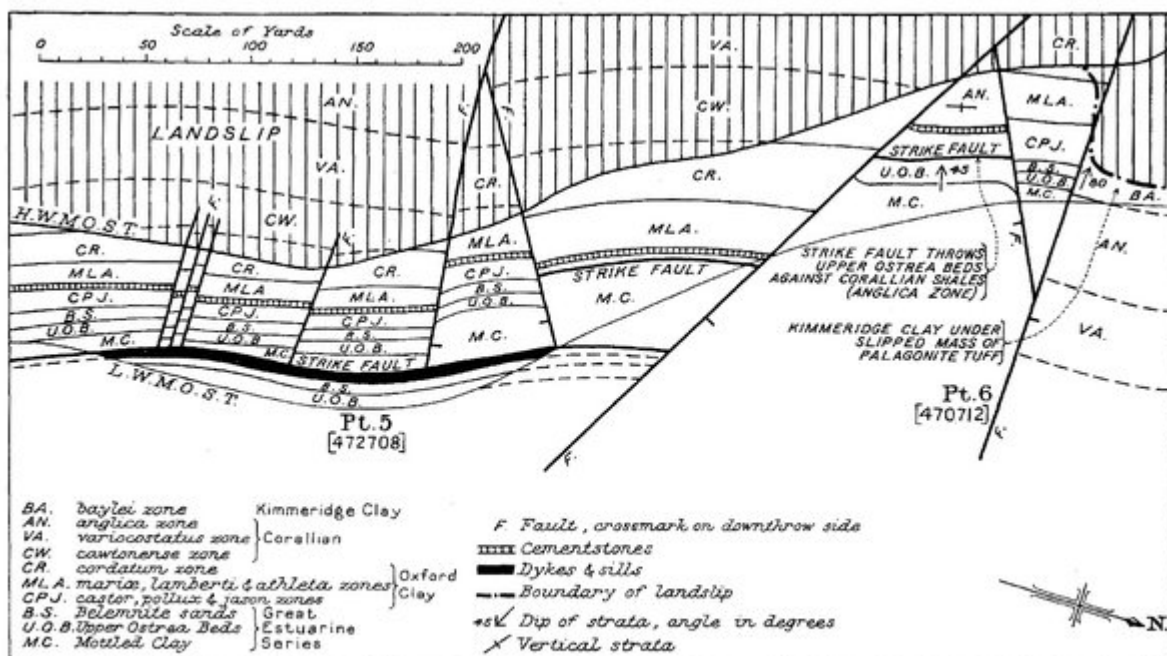 Scale of Yards
0 50 100 150 200
VA.
CR.
AN.
LANDSLIP
VA.
CW.
H.W.M.O.S.T.
CW.
CR.
F.
F.
F.
F.
AN.
MLA.
STRIKE FAULT
CPJ.
U.O.B. 45
B.S.
U.O.B.
M.C.
M.C.
80
BA.
CR.
MLA.
CPJ.
B.S.
U.O.B.
M.C.
CR.
MLA
CPJ.
B.S.
U.O.B.
M.C.
CR.
MLA.
CPJ.
B.S.
U.O.B.
STRIKE FAULT
CR.
MLA.
CPJ.
B.S.
U.O.B.
M.C.
MLA.
STRIKE FAULT
M.C.
B.S.
U.O.B.
L.W.M.O.S.T.
F.
AN.
VA.
STRIKE FAULT THROWS
UPPER OSTREA BEDS
AGAINST CORALLIAN SHALES
(ANGLICA ZONE)
KIMMERIDGE CLAY UNDER
SLIPPED MASS OF
PALAGONITE TUFF
Pt.5
[472708]
Pt.6
[470712]
F.
F.
BA. baylei zone Kimmeridge Clay
AN. anglica zone
VA. variocostatus zone Corallian
CW. cawtonense zone
CR. cordatum zone
MLA. mariæ, lamberti & athleta zones Oxford
CPJ. castor, pollux & jason zones Clay
B.S. Belemnite sands Great
U.O.B. Upper Ostrea Beds Estuarine
M.C. Mottled Clay Series
F Fault, crossmark on downthrow side
Cementstones
Dykes & sills
Boundary of landslip
45 Dip of strata, angle in degrees
Vertical strata
N.